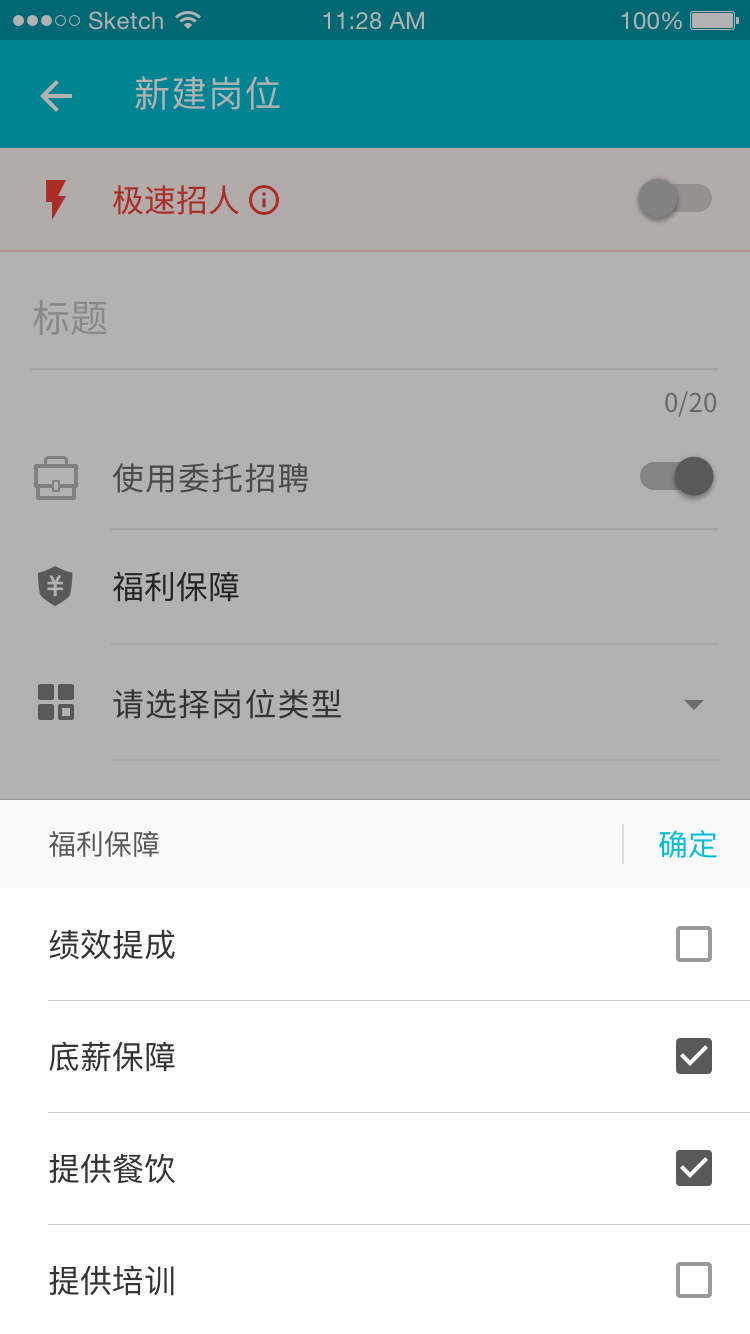 Sketch 11:28 AM 100%
新建岗位
极速招人
标题
0/20
使用委托招聘
福利保障
请选择岗位类型
福利保障 确定
绩效提成
底薪保障
提供餐饮
提供培训